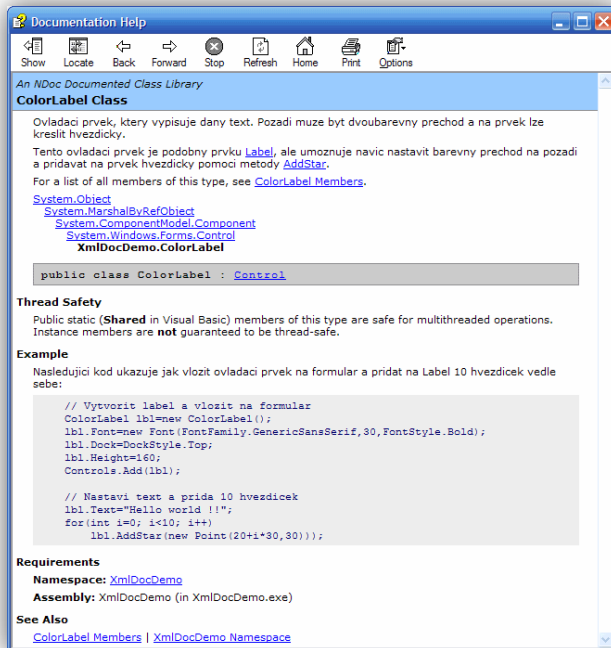 Documentation Help
Show Locate Back Forward Stop Refresh Home Print Options
An NDoc Documented Class Library
ColorLabel Class
Ovladaci prvek, ktery vypisuje dany text. Pozadi muze byt dvoubarevny prechod a na prvek lze
kreslit hvezdicky.
Tento ovladaci prvek je podobny prvku Label, ale umoznuje navic nastavit barevny prechod na pozadi
a pridavat na prvek hvezdicky pomoci metody AddStar.
For a list of all members of this type, see ColorLabel Members.
System.Object
System.MarshalByRefObject
System.ComponentModel.Component
System.Windows.Forms.Control
XmlDocDemo.ColorLabel
public class ColorLabel : Control
Thread Safety
Public static (Shared in Visual Basic) members of this type are safe for multithreaded operations.
Instance members are not guaranteed to be thread-safe.
Example
Nasledujici kod ukazuje jak vlozit ovladaci prvek na formular a pridat na Label 10 hvezdicek vedle
sebe:
// Vytvorit label a vlozit na formular
ColorLabel lbl=new ColorLabel();
lbl.Font=new Font(FontFamily.GenericSansSerif,30,FontStyle.Bold);
lbl.Dock=DockStyle.Top;
lbl.Height=160;
Controls.Add(lbl);
// Nastavi text a prida 10 hvezdicek
lbl.Text="Hello world !!";
for(int i=0; i<10; i++)
lbl.AddStar(new Point(20+i*30,30)));
Requirements
Namespace: XmlDocDemo
Assembly: XmlDocDemo (in XmlDocDemo.exe)
See Also
ColorLabel Members | XmlDocDemo Namespace